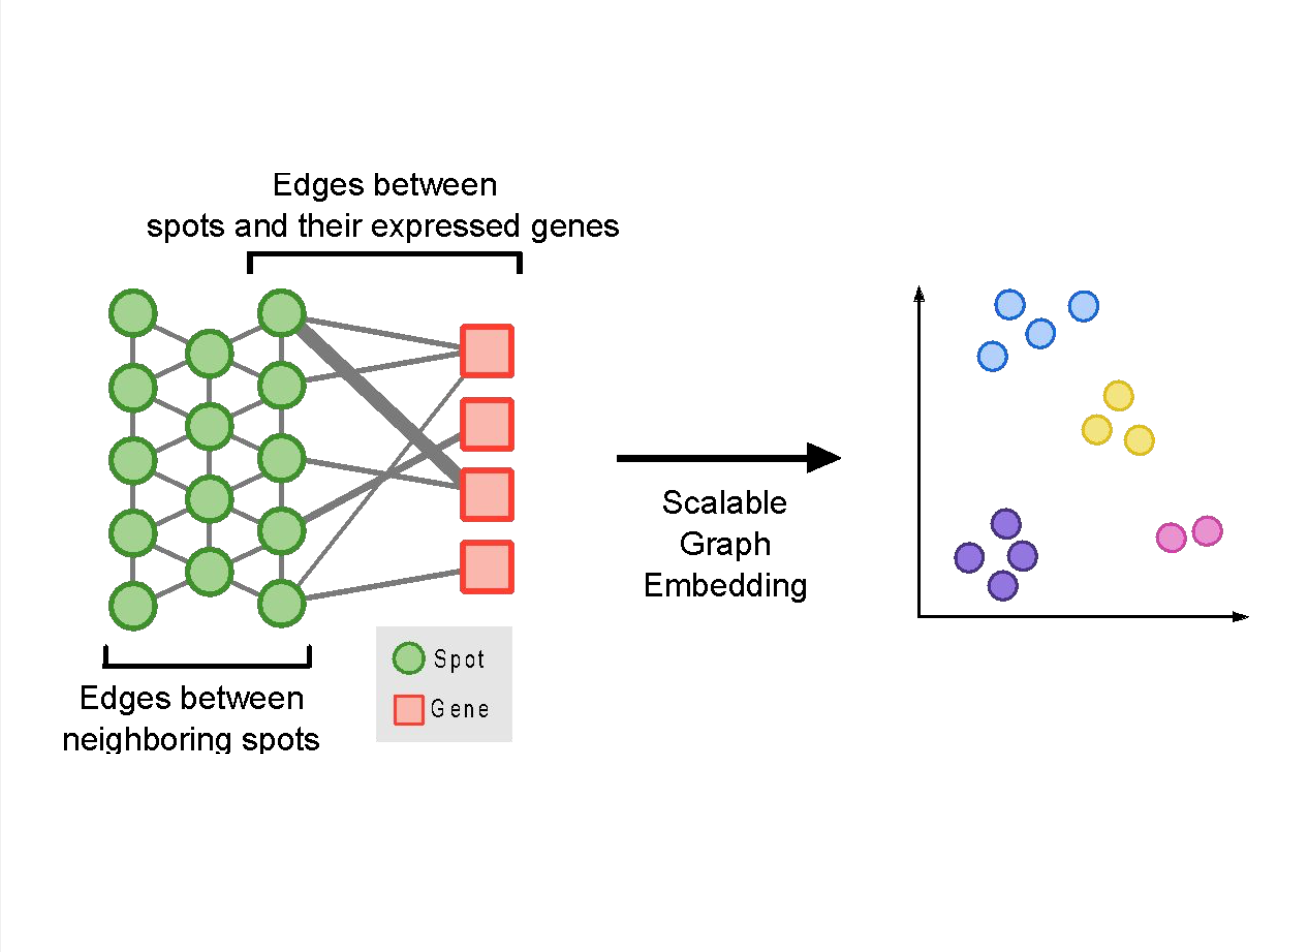 Edges between
spots and their expressed genes
Scalable
Graph
Embedding
Spot
Gene
Edges between
neighboring spots